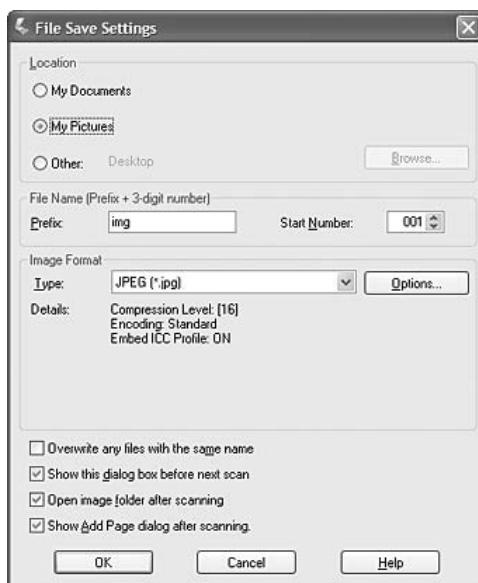 File Save Settings
Location
My Documents
My Pictures
Other: Desktop Browse...
File Name (Prefix + 3-digit number)
Prefix: img Start Number: 001
Image Format
Type: JPEG (*.jpg) Options...
Details: Compression Level: [16]
Encoding: Standard
Embed ICC Profile: ON
Overwrite any files with the same name
Show this dialog box before next scan
Open image folder after scanning
Show Add Page dialog after scanning.
OK Cancel Help